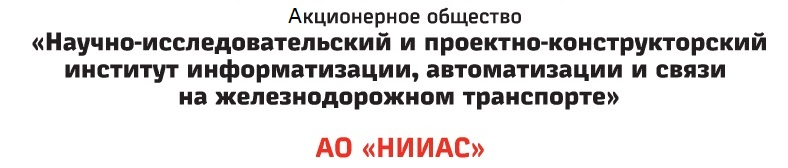 Акционерное общество
«Научно-исследовательский и проектно-конструкторский
институт информатизации, автоматизации и связи
на железнодорожном транспорте»
АО «НИИАС»